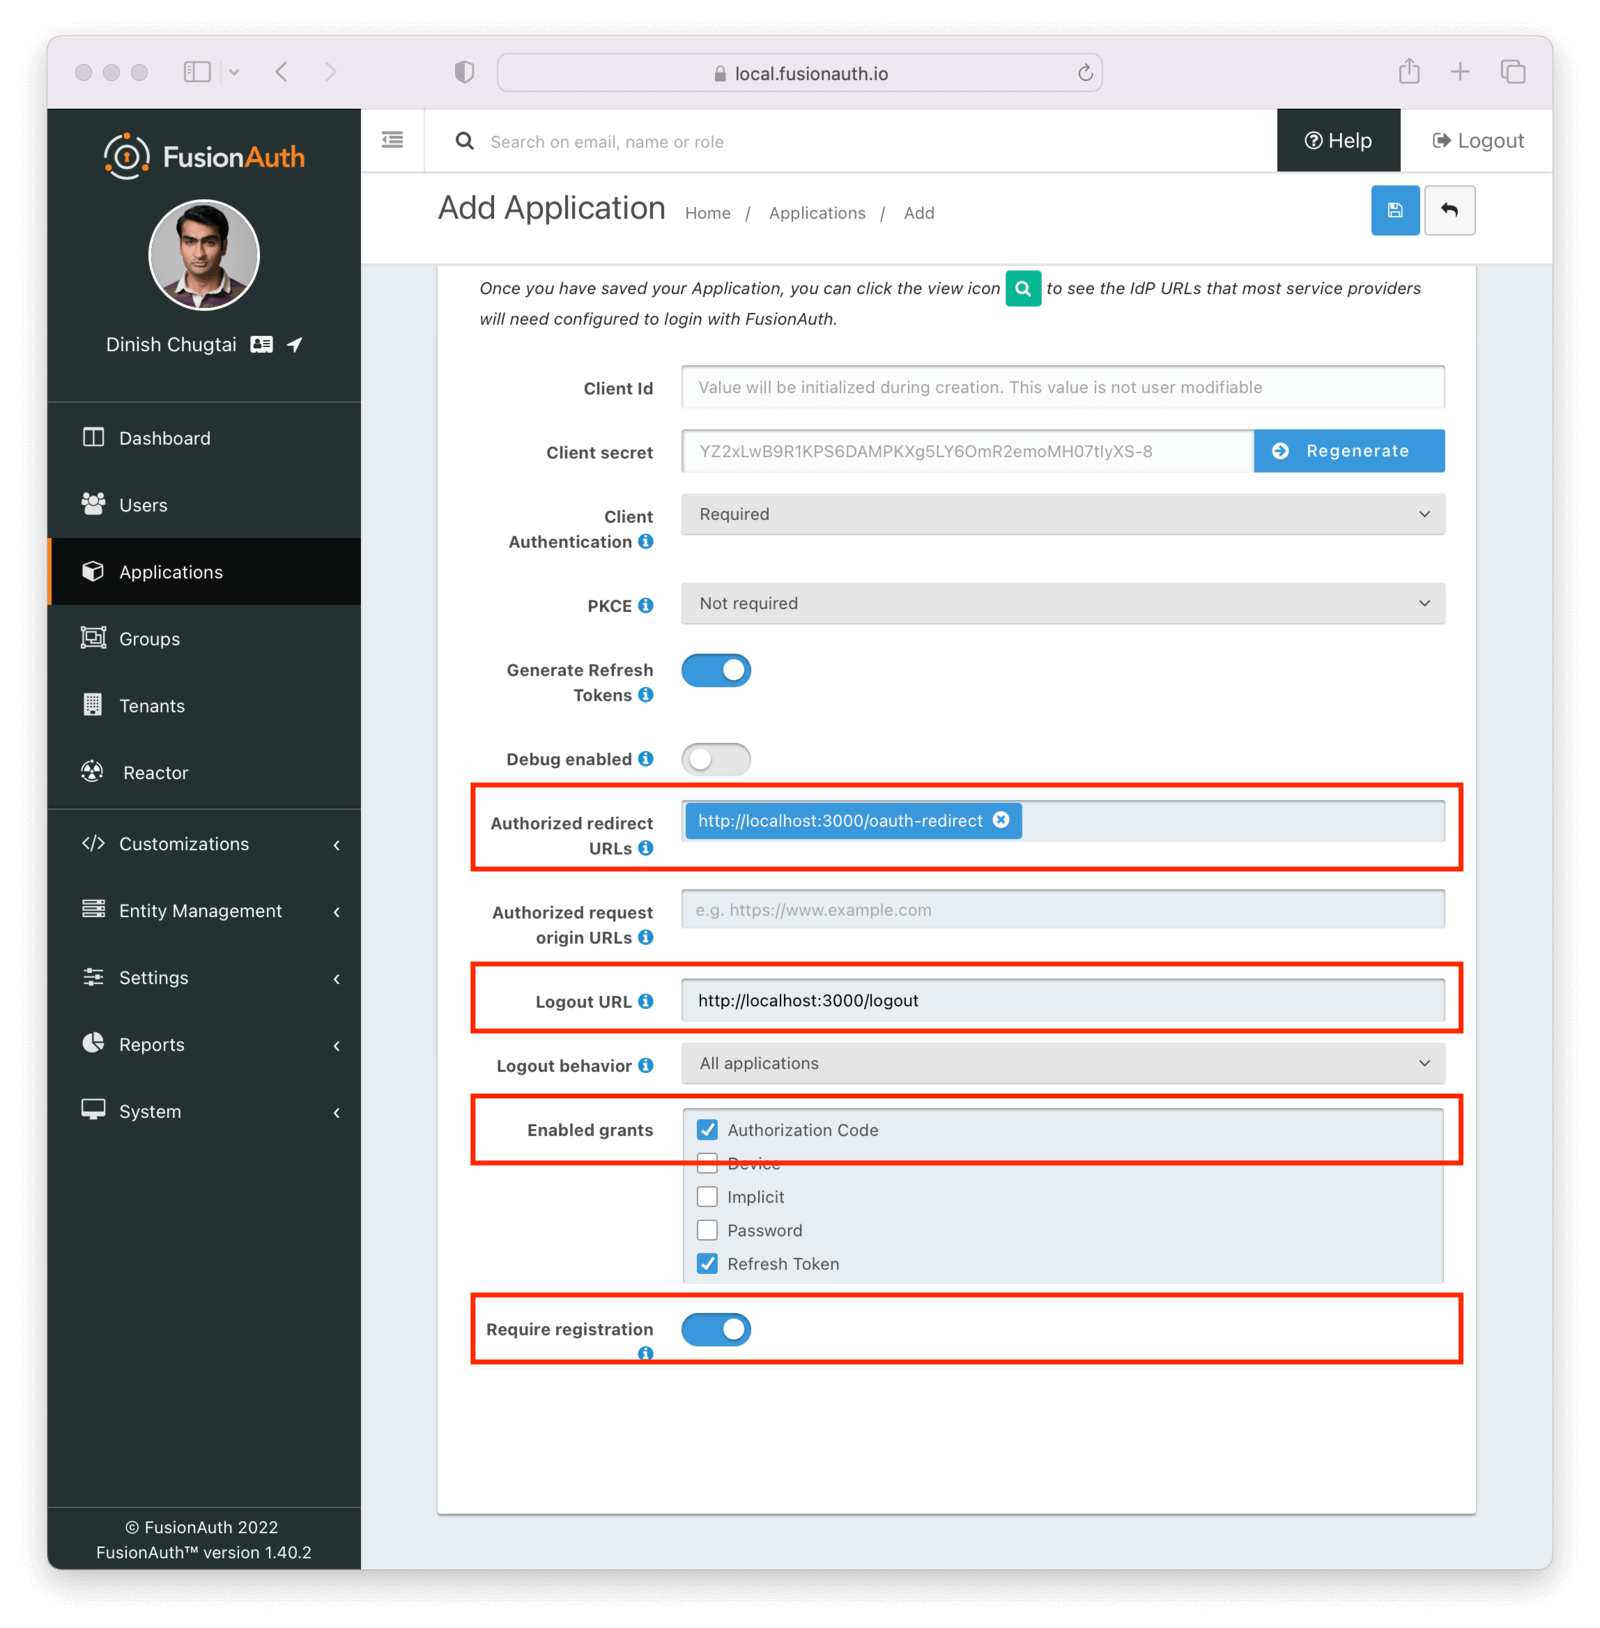 local.fusionauth.io
FusionAuth
Search on email, name or role
Help
Logout
Add Application
Home / Applications / Add
Dinish Chugtai
Dashboard
Users
Applications
Groups
Tenants
Reactor
Customizations
Entity Management
Settings
Reports
System
© FusionAuth 2022
FusionAuth™ version 1.40.2
Once you have saved your Application, you can click the view icon to see the IdP URLs that most service providers
will need configured to login with FusionAuth.
Client Id
Value will be initialized during creation. This value is not user modifiable
Client secret
YZ2xLwB9R1KPS6DAMPKXg5LY6OmR2emoMH07tlyXS-8
Regenerate
Client
Authentication
Required
PKCE
Not required
Generate Refresh
Tokens
Debug enabled
Authorized redirect
URLs
http://localhost:3000/oauth-redirect
Authorized request
origin URLs
e.g. https://www.example.com
Logout URL
http://localhost:3000/logout
Logout behavior
All applications
Enabled grants
Authorization Code
Device
Implicit
Password
Refresh Token
Require registration